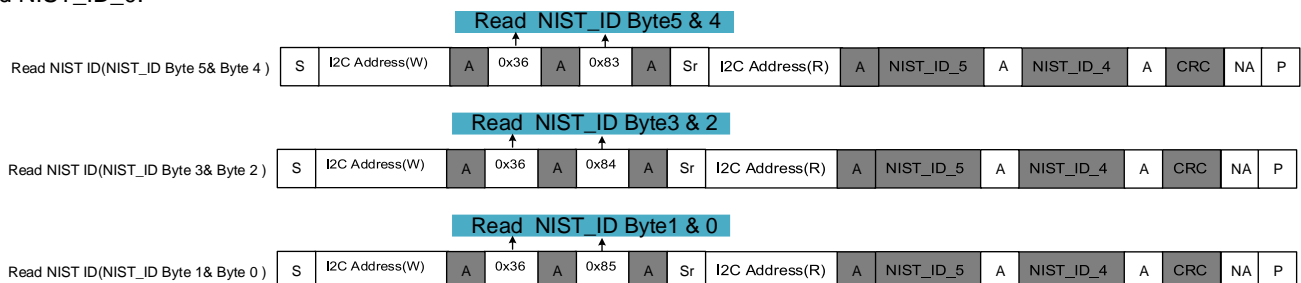 Read NIST_ID Byte5 & 4
Read NIST ID(NIST_ID Byte 5& Byte 4 ) S I2C Address(W) A 0x36 A 0x83 A Sr I2C Address(R) A NIST_ID_5 A NIST_ID_4 A CRC NA P
Read NIST_ID Byte3 & 2
Read NIST ID(NIST_ID Byte 3& Byte 2 ) S I2C Address(W) A 0x36 A 0x84 A Sr I2C Address(R) A NIST_ID_5 A NIST_ID_4 A CRC NA P
Read NIST_ID Byte1 & 0
Read NIST ID(NIST_ID Byte 1& Byte 0 ) S I2C Address(W) A 0x36 A 0x85 A Sr I2C Address(R) A NIST_ID_5 A NIST_ID_4 A CRC NA P